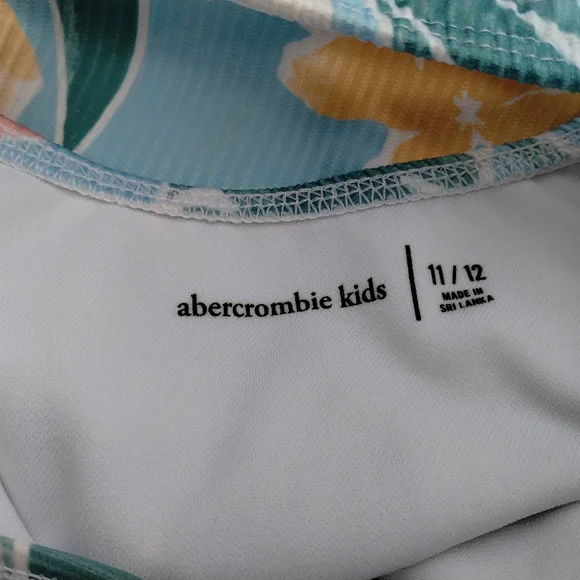 abercrombie kids
11/12
MADE IN
SRI LANKA